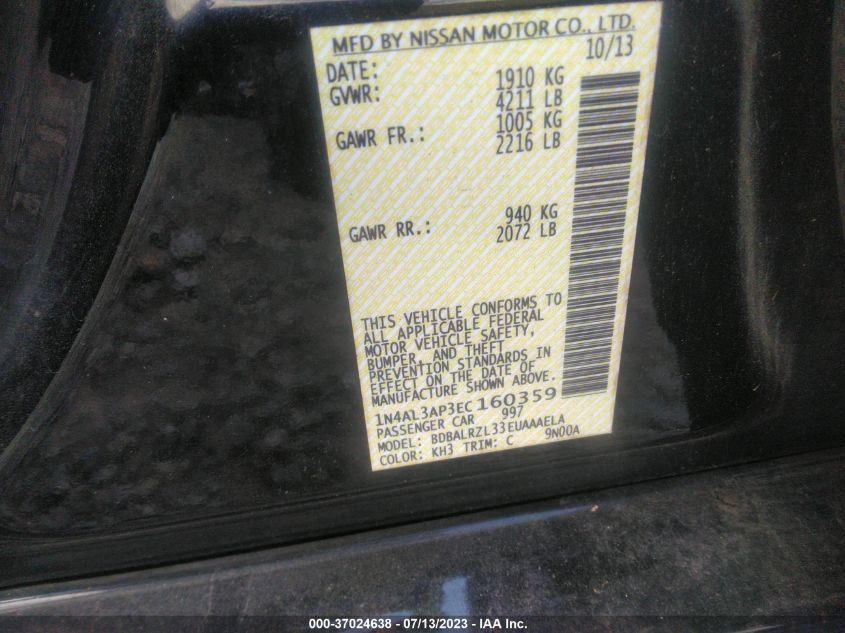 MFD BY NISSAN MOTOR CO., LTD.
DATE: 10/13
GVWR: 1910 KG
4211 LB
GAWR FR.: 1005 KG
2216 LB
GAWR RR.: 940 KG
2072 LB
THIS VEHICLE CONFORMS TO
ALL APPLICABLE FEDERAL
MOTOR VEHICLE SAFETY,
BUMPER, AND THEFT
PREVENTION STANDARDS IN
EFFECT ON THE DATE OF
MANUFACTURE SHOWN ABOVE.
1N4AL3AP3EC160359
PASSENGER CAR 997
MODEL: BDBALRZL33EUAAAELA
COLOR: KH3 TRIM: C 9N00A
000-37024638 - 07/13/2023 - IAA Inc.